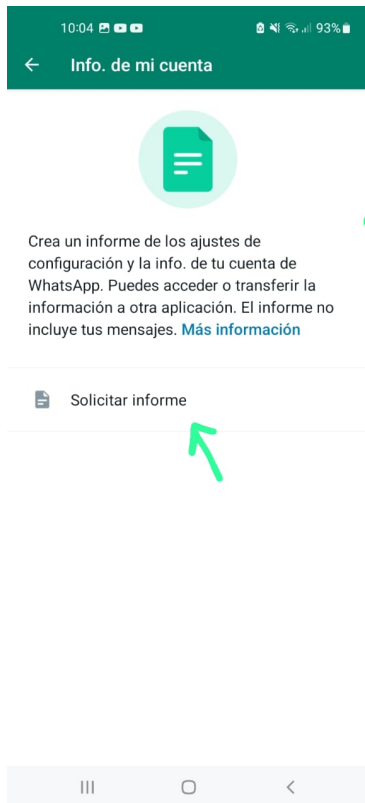 10:04
93%
Info. de mi cuenta
Crea un informe de los ajustes de
configuración y la info. de tu cuenta de
WhatsApp. Puedes acceder o transferir la
información a otra aplicación. El informe no
incluye tus mensajes. Más información
Solicitar informe